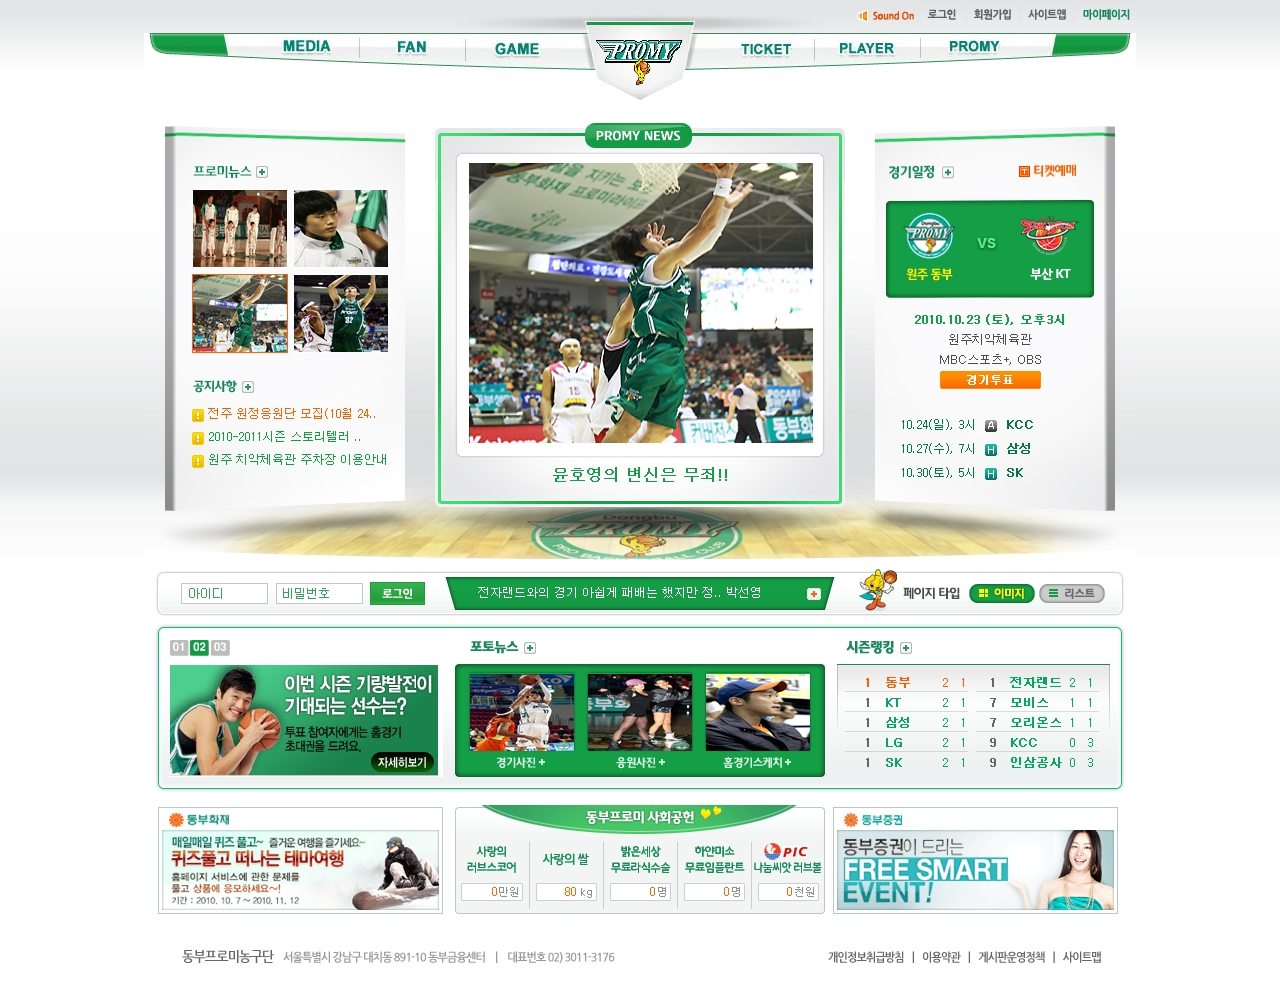 Sound On 로그인 회원가입 사이트맵 마이페이지
MEDIA FAN GAME PROMY TICKET PLAYER PROMY
PROMY NEWS
프로미뉴스
공지사항
전주 원정응원단 모집(10월 24..
2010-2011시즌 스토리텔러 ..
원주 치악체육관 주차장 이용안내
윤호영의 변신은 무죄!!
경기일정 티켓예매
PROMY VS
원주 동부 부산 KT
2010.10.23 (토), 오후3시
원주치악체육관
MBC스포츠+, OBS
경기투표
10.24(일), 3시 A KCC
10.27(수), 7시 H 삼성
10.30(토), 5시 H SK
Dongbu
PROMY
PRO BASKETBALL CLUB
아이디 비밀번호 로그인
전자랜드와의 경기 아쉽게 패배는 했지만 정.. 박선영
페이지 타입 이미지 리스트
01 02 03
이번 시즌 기량발전이
기대되는 선수는?
투표 참여자에게는 홈경기
초대권을 드려요.
자세히보기
포토뉴스
경기사진 + 응원사진 + 홈경기스케치 +
시즌랭킹
1 동부 2 1 1 전자랜드 2 1
1 KT 2 1 7 모비스 1 1
1 삼성 2 1 7 오리온스 1 1
1 LG 2 1 9 KCC 0 3
1 SK 2 1 9 인삼공사 0 3
동부화재
매일매일 퀴즈 풀고~ 즐거운 여행을 즐기세요~
퀴즈풀고 떠나는 테마여행
홈페이지 서비스에 관한 문제를
풀고 상품에 응모하세요~!
기간 : 2010. 10. 7 ~ 2010. 11. 12
동부프로미 사회공헌
사랑의 러브스코어 0만원
사랑의 쌀 80 kg
밝은세상 무료라식수술 0명
하얀미소 무료임플란트 0명
PIC 나눔씨앗 러브볼 0천원
동부증권
동부증권이 드리는
FREE SMART
EVENT!
동부프로미농구단 서울특별시 강남구 대치동 891-10 동부금융센터 | 대표번호 02) 3011-3176
개인정보취급방침 | 이용약관 | 게시판운영정책 | 사이트맵